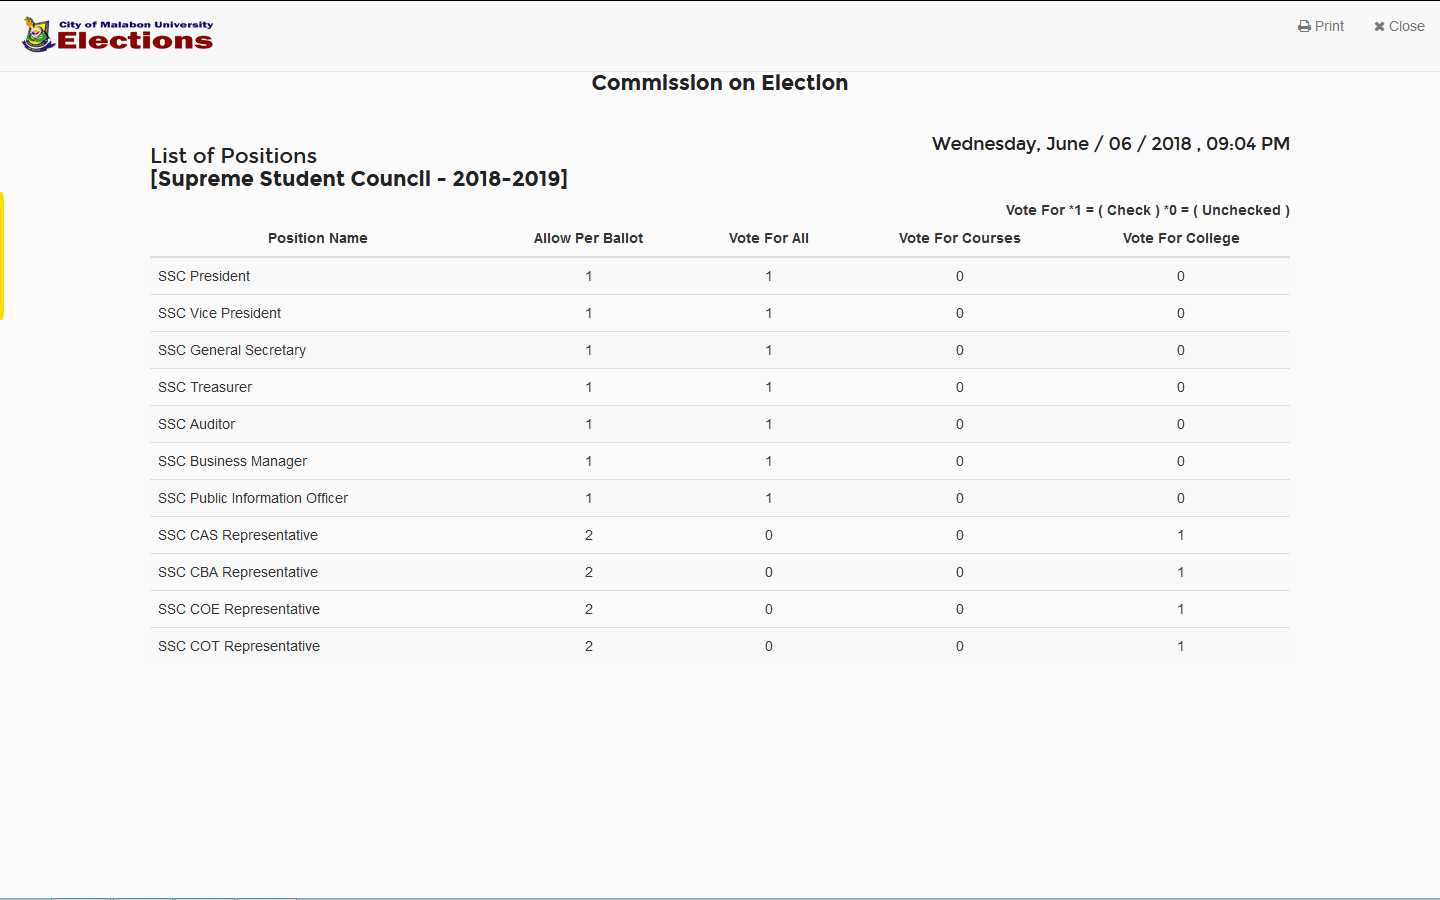 City of Malabon University
Elections
Print
Close
Commission on Election
Wednesday, June / 06 / 2018 , 09:04 PM
List of Positions
[Supreme Student Council - 2018-2019]
Vote For *1 = ( Check ) *0 = ( Unchecked )
Position Name Allow Per Ballot Vote For All Vote For Courses Vote For College
SSC President 1 1 0 0
SSC Vice President 1 1 0 0
SSC General Secretary 1 1 0 0
SSC Treasurer 1 1 0 0
SSC Auditor 1 1 0 0
SSC Business Manager 1 1 0 0
SSC Public Information Officer 1 1 0 0
SSC CAS Representative 2 0 0 1
SSC CBA Representative 2 0 0 1
SSC COE Representative 2 0 0 1
SSC COT Representative 2 0 0 1